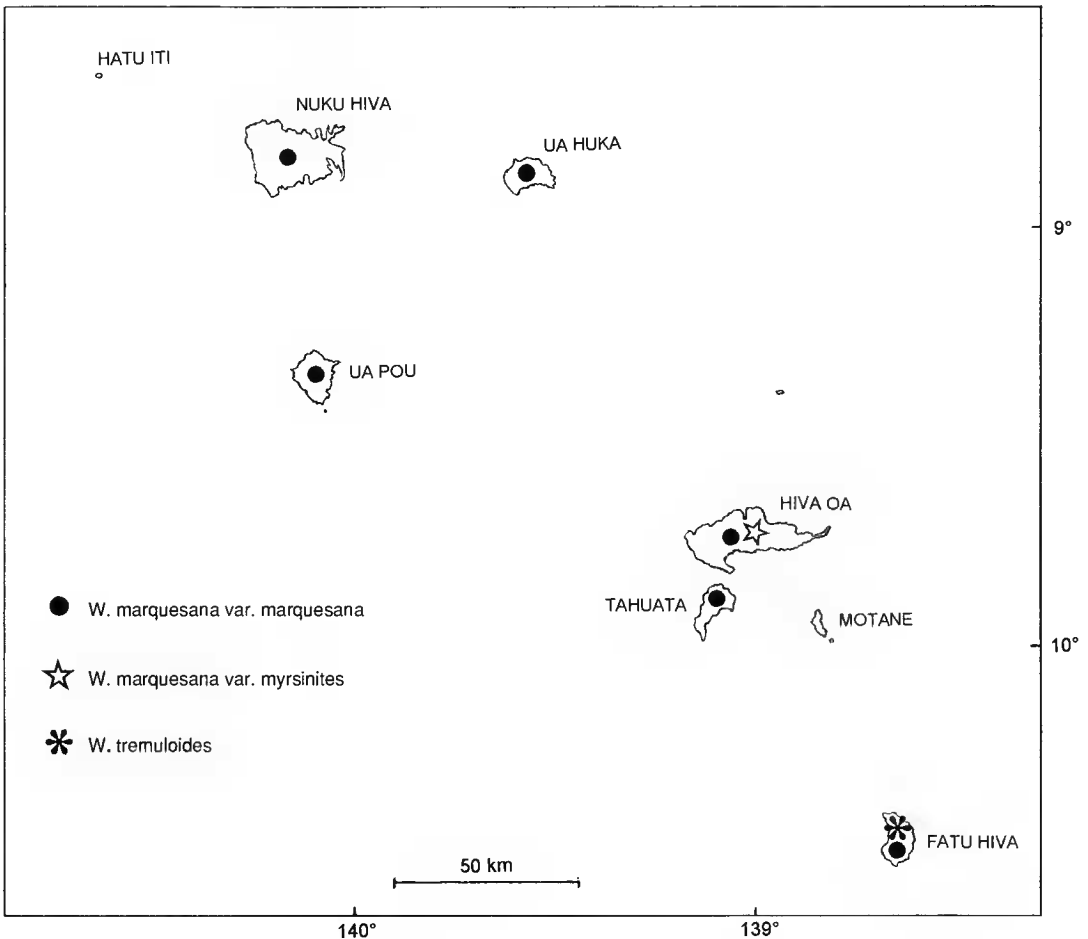 HATU ITI
NUKU HIVA
UA HUKA
9°
UA POU
HIVA OA
TAHUATA
MOTANE
10°
W. marquesana var. marquesana
W. marquesana var. myrsinites
W. tremuloides
FATU HIVA
50 km
140°
139°